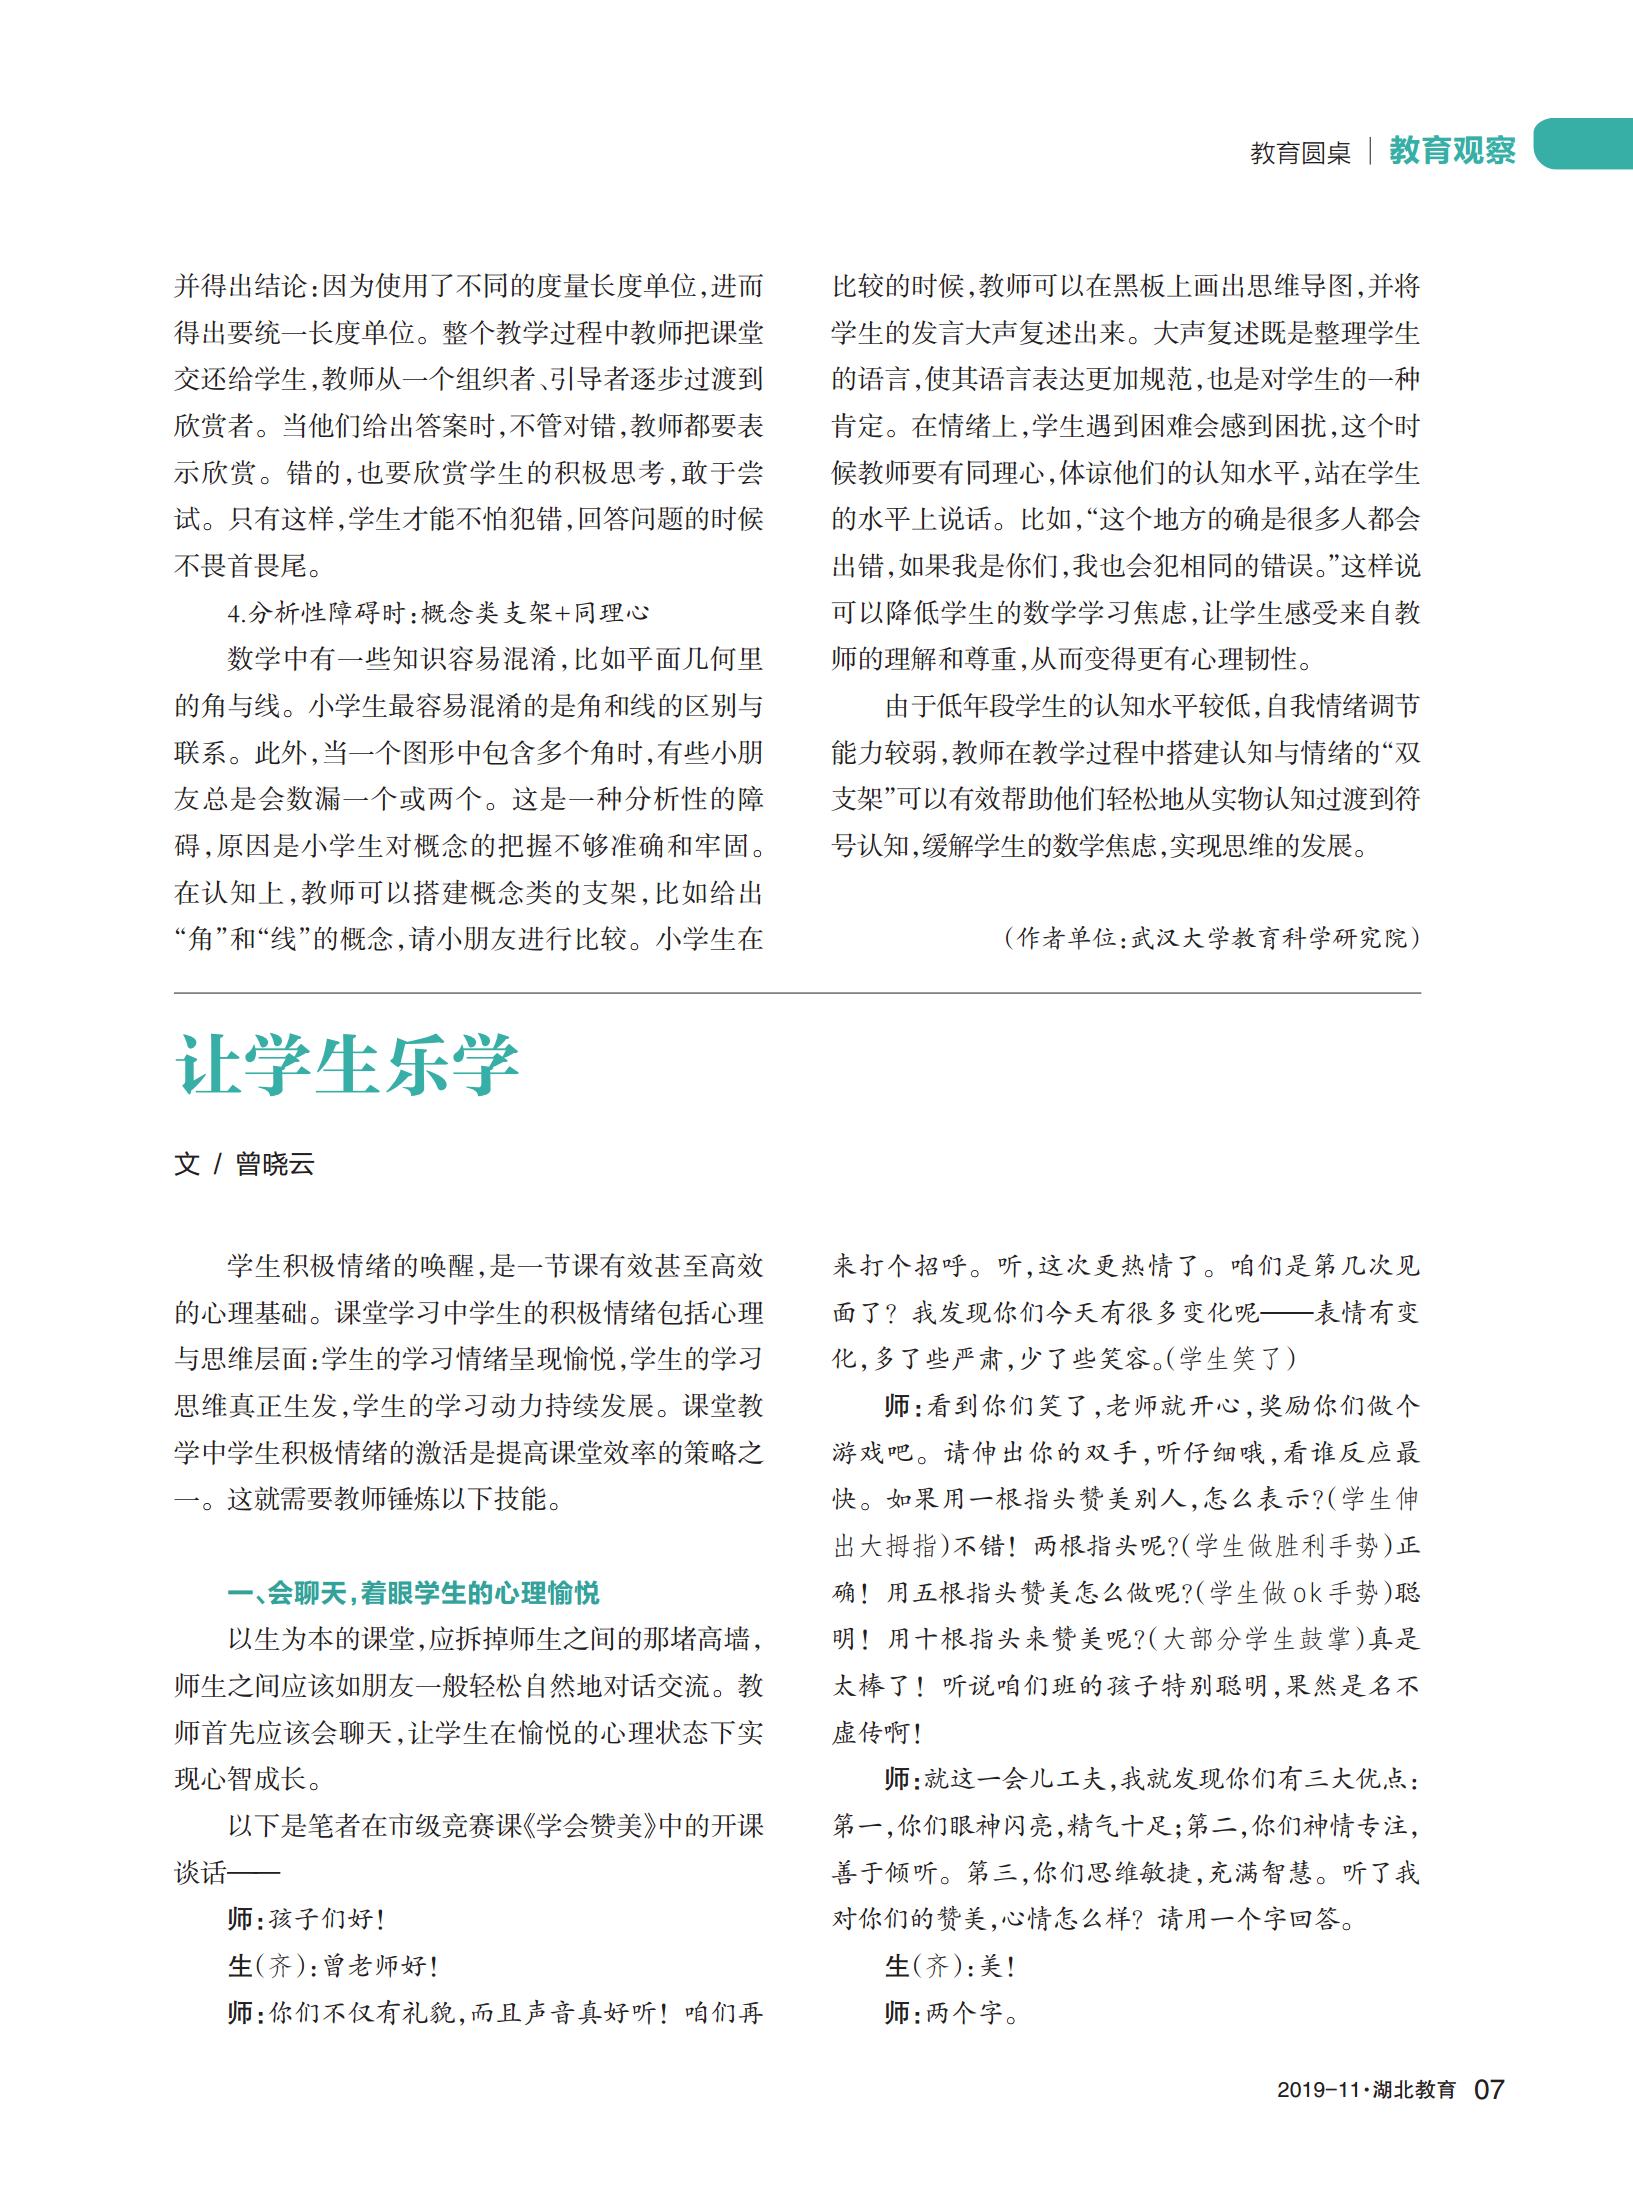 教育圆桌 | 教育观察
并得出结论:因为使用了不同的度量长度单位,进而
得出要统一长度单位。整个教学过程中教师把课堂
交还给学生,教师从一个组织者、引导者逐步过渡到
欣赏者。当他们给出答案时,不管对错,教师都要表
示欣赏。错的,也要欣赏学生的积极思考,敢于尝
试。只有这样,学生才能不怕犯错,回答问题的时候
不畏首畏尾。
4.分析性障碍时:概念类支架+同理心
数学中有一些知识容易混淆,比如平面几何里
的角与线。小学生最容易混淆的是角和线的区别与
联系。此外,当一个图形中包含多个角时,有些小朋
友总是会数漏一个或两个。这是一种分析性的障
碍,原因是小学生对概念的把握不够准确和牢固。
在认知上,教师可以搭建概念类的支架,比如给出
“角”和“线”的概念,请小朋友进行比较。小学生在
比较的时候,教师可以在黑板上画出思维导图,并将
学生的发言大声复述出来。大声复述既是整理学生
的语言,使其语言表达更加规范,也是对学生的一种
肯定。在情绪上,学生遇到困难会感到困扰,这个时
候教师要有同理心,体谅他们的认知水平,站在学生
的水平上说话。比如,“这个地方的确是很多人都会
出错,如果我是你们,我也会犯相同的错误。”这样说
可以降低学生的数学学习焦虑,让学生感受来自教
师的理解和尊重,从而变得更有心理韧性。
由于低年段学生的认知水平较低,自我情绪调节
能力较弱,教师在教学过程中搭建认知与情绪的“双
支架”可以有效帮助他们轻松地从实物认知过渡到符
号认知,缓解学生的数学焦虑,实现思维的发展。
(作者单位:武汉大学教育科学研究院)
让学生乐学
文 / 曾晓云
学生积极情绪的唤醒,是一节课有效甚至高效
的心理基础。课堂学习中学生的积极情绪包括心理
与思维层面:学生的学习情绪呈现愉悦,学生的学习
思维真正生发,学生的学习动力持续发展。课堂教
学中学生积极情绪的激活是提高课堂效率的策略之
一。这就需要教师锤炼以下技能。
一、会聊天,着眼学生的心理愉悦
以生为本的课堂,应拆掉师生之间的那堵高墙,
师生之间应该如朋友一般轻松自然地对话交流。教
师首先应该会聊天,让学生在愉悦的心理状态下实
现心智成长。
以下是笔者在市级竞赛课《学会赞美》中的开课
谈话——
师:孩子们好!
生(齐):曾老师好!
师:你们不仅有礼貌,而且声音真好听!咱们再
来打个招呼。听,这次更热情了。咱们是第几次见
面了?我发现你们今天有很多变化呢——表情有变
化,多了些严肃,少了些笑容。(学生笑了)
师:看到你们笑了,老师就开心,奖励你们做个
游戏吧。请伸出你的双手,听仔细哦,看谁反应最
快。如果用一根指头赞美别人,怎么表示?(学生伸
出大拇指)不错!两根指头呢?(学生做胜利手势)正
确!用五根指头赞美怎么做呢?(学生做ok手势)聪
明!用十根指头来赞美呢?(大部分学生鼓掌)真是
太棒了!听说咱们班的孩子特别聪明,果然是名不
虚传啊!
师:就这一会儿工夫,我就发现你们有三大优点:
第一,你们眼神闪亮,精气十足;第二,你们神情专注,
善于倾听。第三,你们思维敏捷,充满智慧。听了我
对你们的赞美,心情怎么样?请用一个字回答。
生(齐):美!
师:两个字。
2019-11·湖北教育 07